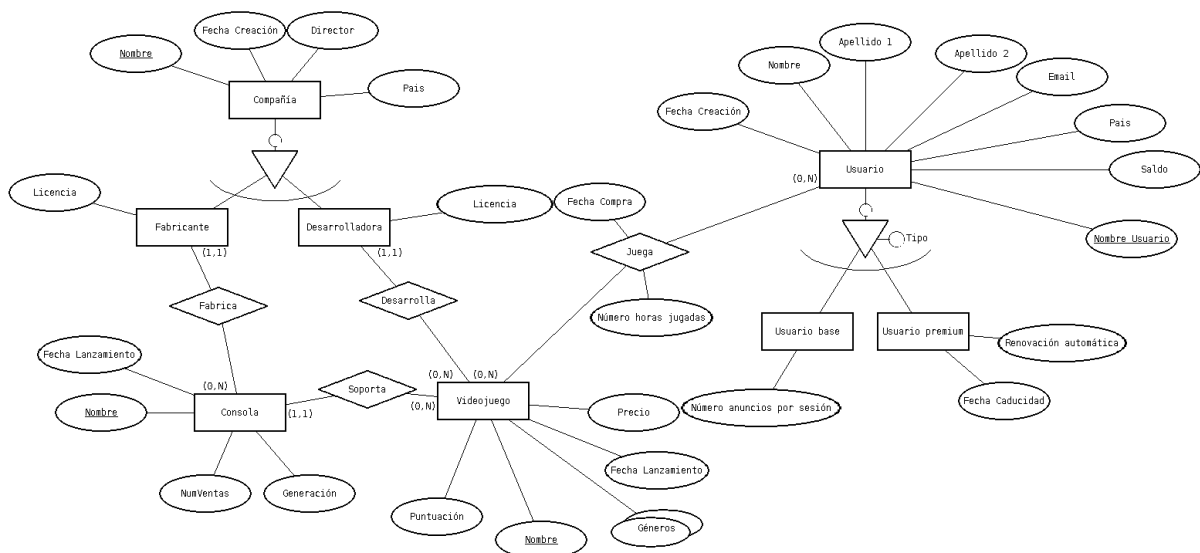 Nombre
Fecha Creación
Director
Pais
Compañía
Licencia
Fabricante
(1,1)
Desarrolladora
(1,1)
Licencia
Fabrica
Desarrolla
Fecha Compra
Juega
Número horas jugadas
Fecha Creación
Nombre
Apellido 1
Apellido 2
Email
Pais
Saldo
Nombre Usuario
Usuario
(0,N)
Tipo
Usuario base
Usuario premium
Renovación automática
Fecha Caducidad
Número anuncios por sesión
Fecha Lanzamiento
Nombre
(0,N)
Consola
(1,1)
NumVentas
Generación
Soporta
(0,N)
(0,N)
(0,N)
Videojuego
Precio
Fecha Lanzamiento
Géneros
Nombre
Puntuación